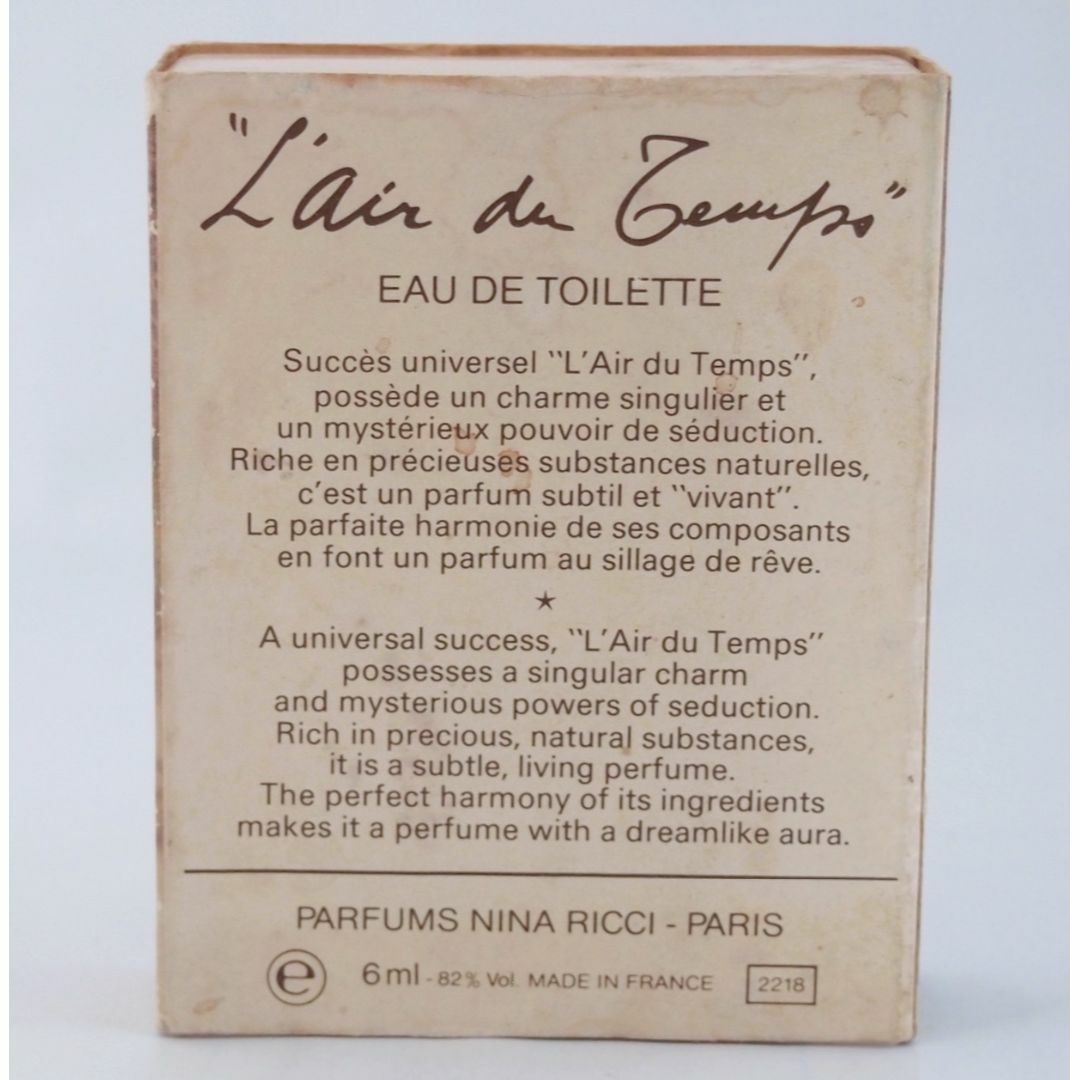 "L'Air du Temps"
EAU DE TOILETTE
Succès universel "L'Air du Temps",
possède un charme singulier et
un mystérieux pouvoir de séduction.
Riche en précieuses substances naturelles,
c'est un parfum subtil et "vivant".
La parfaite harmonie de ses composants
en font un parfum au sillage de rêve.
★
A universal success, "L'Air du Temps"
possesses a singular charm
and mysterious powers of seduction.
Rich in precious, natural substances,
it is a subtle, living perfume.
The perfect harmony of its ingredients
makes it a perfume with a dreamlike aura.
PARFUMS NINA RICCI - PARIS
℮ 6 ml - 82% Vol. MADE IN FRANCE 2218